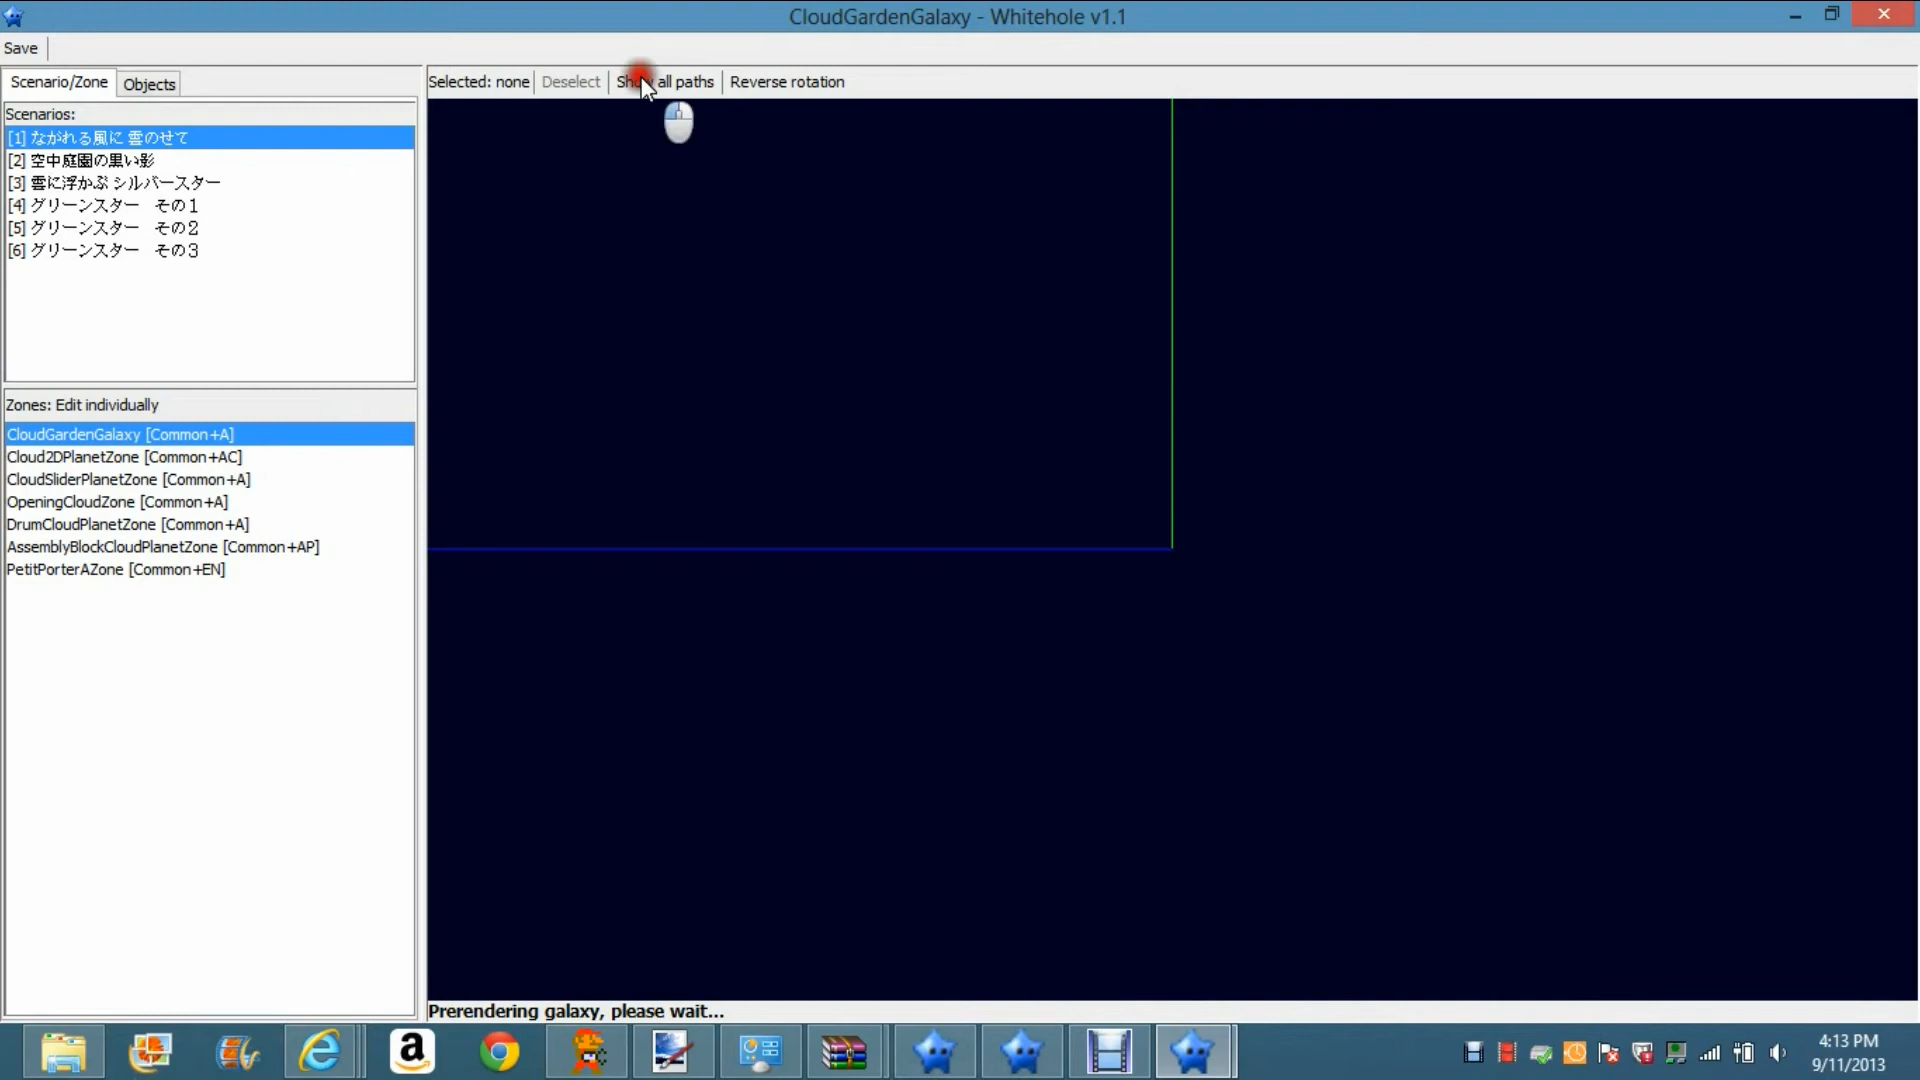 CloudGardenGalaxy - Whitehole v1.1
Save
Scenario/Zone
Objects
Selected: none
Deselect
Show all paths
Reverse rotation
Scenarios:
[1] ながれる風に 雲のせて
[2] 空中庭園の黒い影
[3] 雲に浮かぶ シルバースター
[4] グリーンスター　その１
[5] グリーンスター　その２
[6] グリーンスター　その３
Zones: Edit individually
CloudGardenGalaxy [Common+A]
Cloud2DPlanetZone [Common+AC]
CloudSliderPlanetZone [Common+A]
OpeningCloudZone [Common+A]
DrumCloudPlanetZone [Common+A]
AssemblyBlockCloudPlanetZone [Common+AP]
PetitPorterAZone [Common+EN]
Prerendering galaxy, please wait...
4:13 PM
9/11/2013